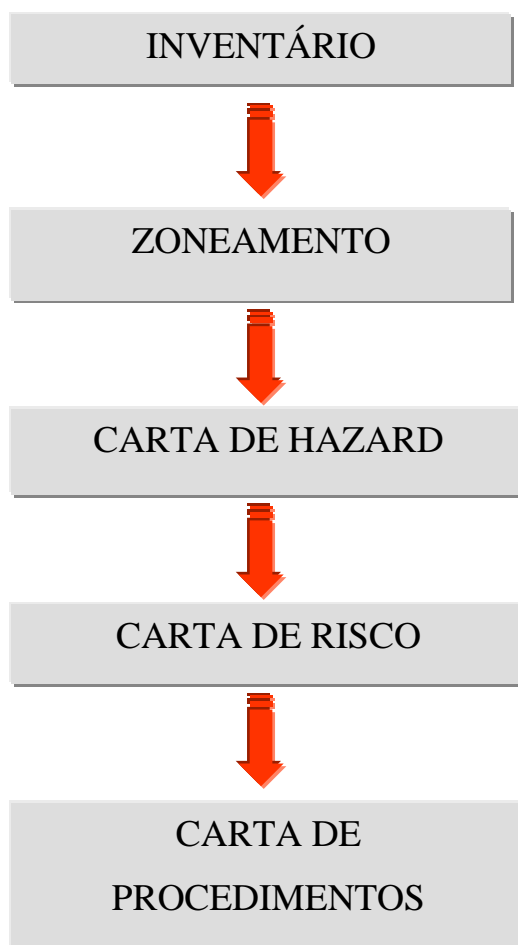 INVENTÁRIO
ZONEAMENTO
CARTA DE HAZARD
CARTA DE RISCO
CARTA DE
PROCEDIMENTOS